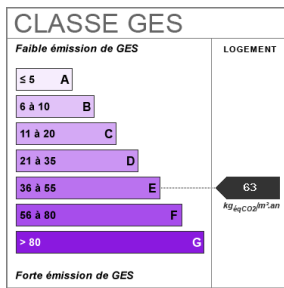 CLASSE GES
Faible émission de GES
LOGEMENT
≤ 5 A
6 à 10 B
11 à 20 C
21 à 35 D
36 à 55 E
63
kgéqCO2/m².an
56 à 80 F
> 80 G
Forte émission de GES